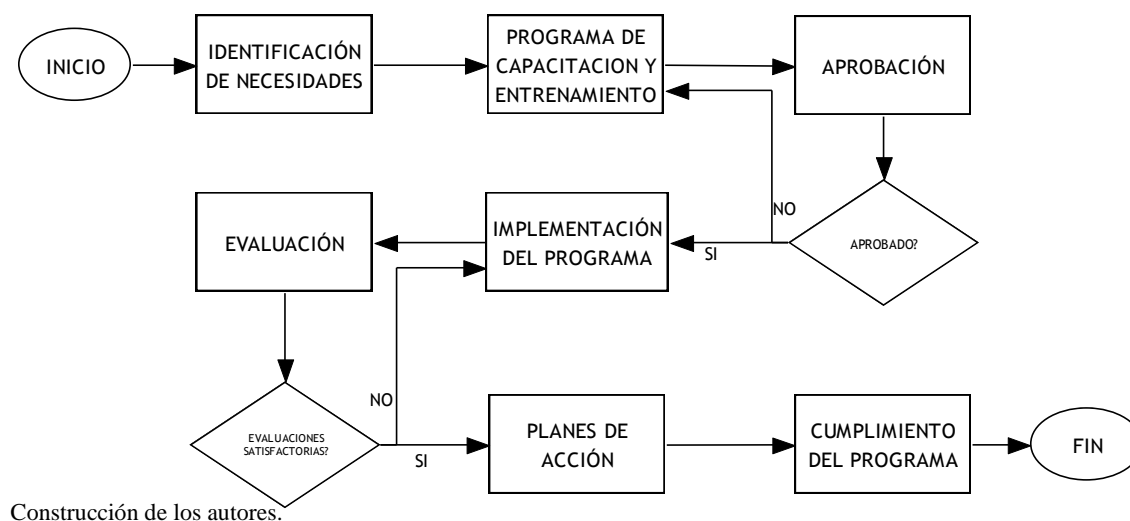 INICIO
IDENTIFICACIÓN
DE NECESIDADES
PROGRAMA DE
CAPACITACION Y
ENTRENAMIENTO
APROBACIÓN
APROBADO?
NO
SI
IMPLEMENTACIÓN
DEL PROGRAMA
EVALUACIÓN
EVALUACIONES
SATISFACTORIAS?
NO
SI
PLANES DE
ACCIÓN
CUMPLIMIENTO
DEL PROGRAMA
FIN
Construcción de los autores.